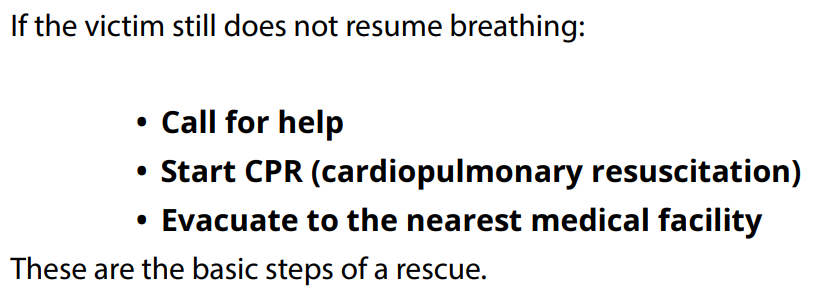 If the victim still does not resume breathing:
• Call for help
• Start CPR (cardiopulmonary resuscitation)
• Evacuate to the nearest medical facility
These are the basic steps of a rescue.